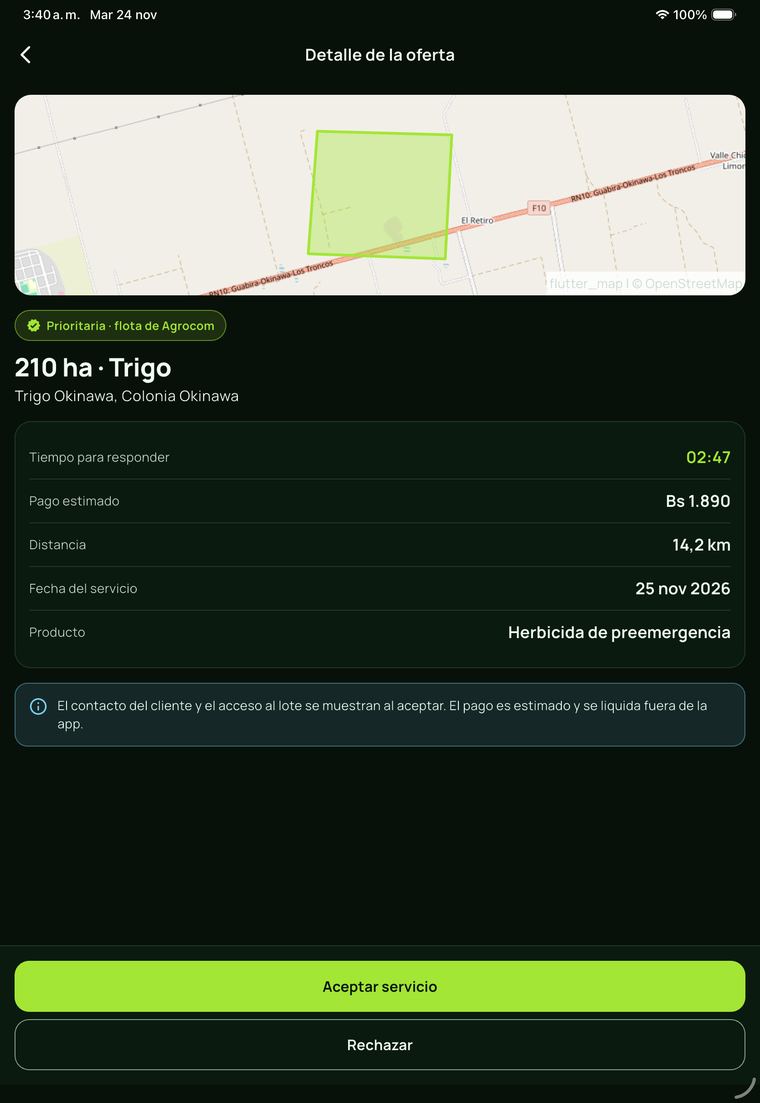 3:40 a. m. Mar 24 nov
100%
Detalle de la oferta
Valle Chi
Limon
RN10: Guabira-Okinawa-Los Troncos
F10
El Retiro
RN10: Guabira-Okinawa-Los Troncos
flutter_map | © OpenStreetMap
Prioritaria · flota de Agrocom
210 ha · Trigo
Trigo Okinawa, Colonia Okinawa
Tiempo para responder 02:47
Pago estimado Bs 1.890
Distancia 14,2 km
Fecha del servicio 25 nov 2026
Producto Herbicida de preemergencia
El contacto del cliente y el acceso al lote se muestran al aceptar. El pago es estimado y se liquida fuera de la
app.
Aceptar servicio
Rechazar